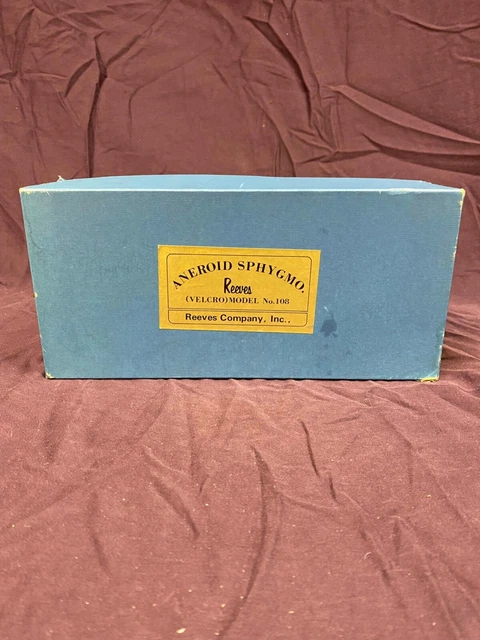 ANEROID SPHYGMO.
Reeves
(VELCRO) MODEL No.108
Reeves Company, Inc..